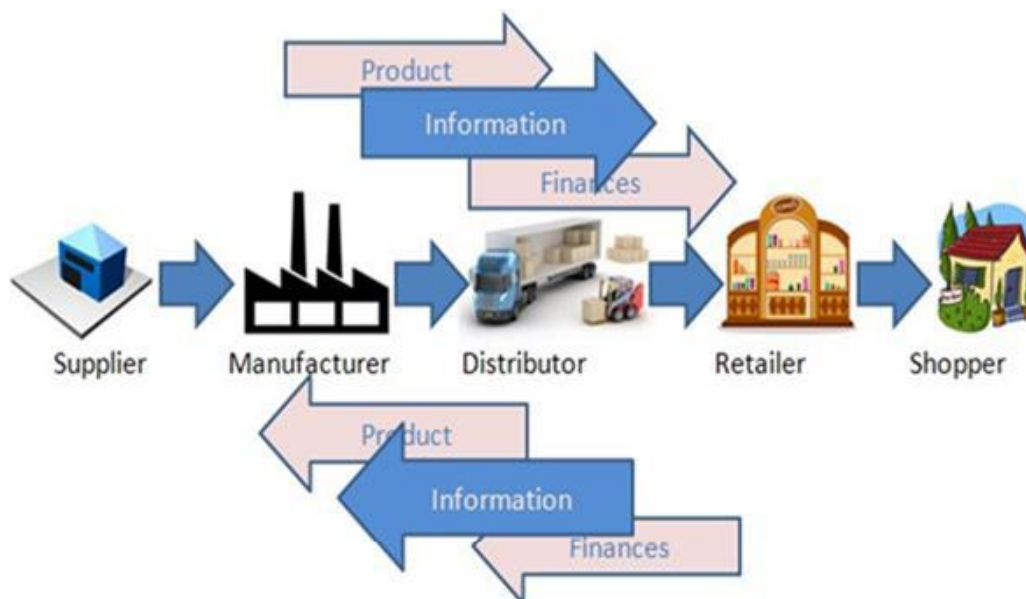 Product
Information
Finances
Supplier
Manufacturer
Distributor
Retailer
Shopper
Product
Information
Finances